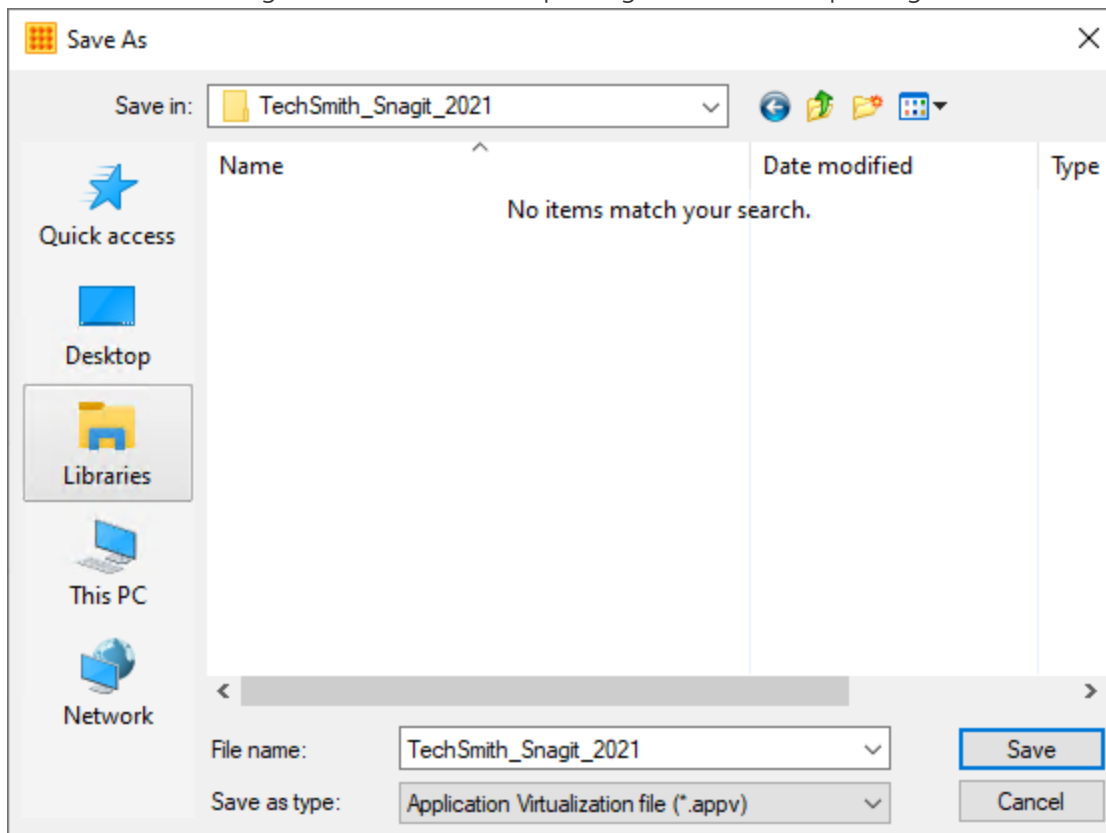 Save As
Save in:
TechSmith_Snagit_2021
Name
Date modified
Type
No items match your search.
Quick access
Desktop
Libraries
This PC
Network
File name:
TechSmith_Snagit_2021
Save
Save as type:
Application Virtualization file (*.appv)
Cancel